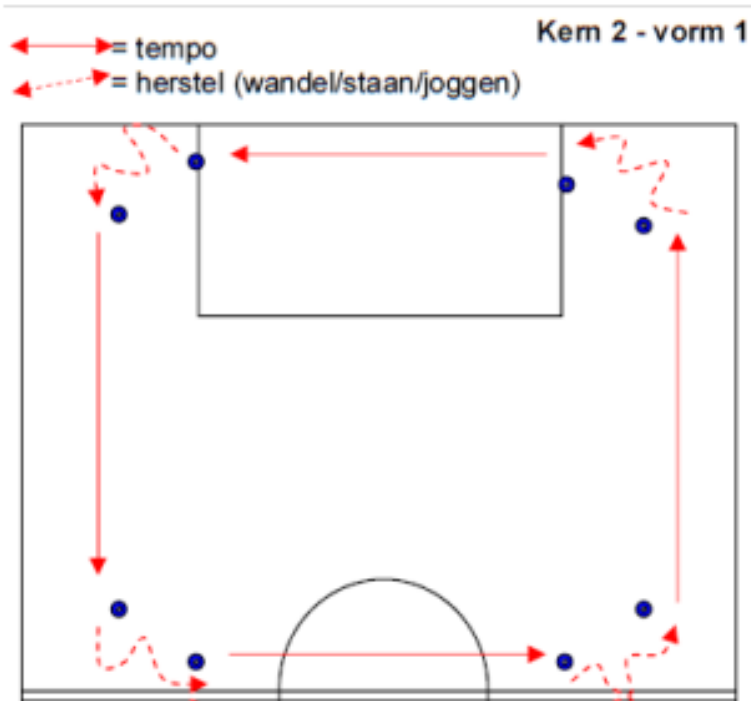 Kern 2 - vorm 1
= tempo
= herstel (wandel/staan/joggen)